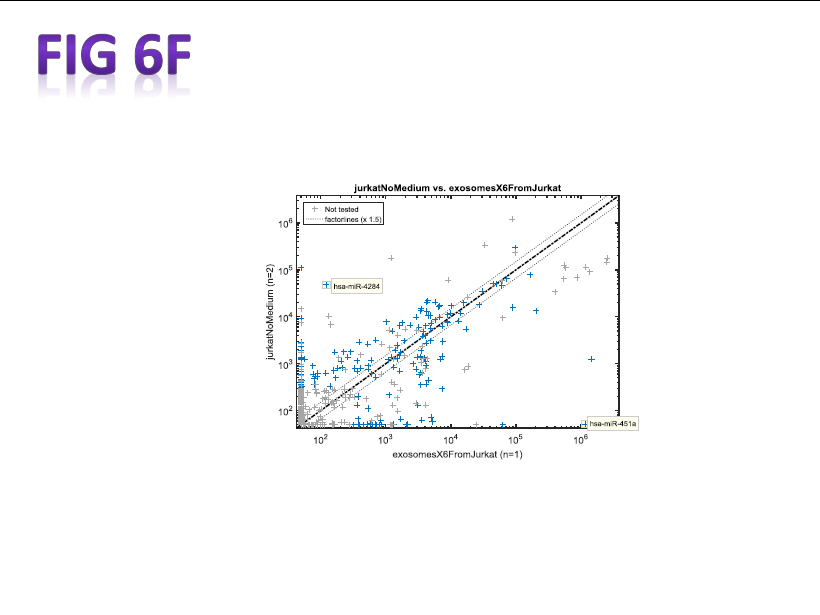 FIG 6F
jurkatNoMedium vs. exosomesX6FromJurkat
Not tested
factorlines (x 1.5)
10^6
10^5
10^4
10^3
10^2
jurkatNoMedium (n=2)
hsa-miR-4284
hsa-miR-451a
10^2 10^3 10^4 10^5 10^6
exosomesX6FromJurkat (n=1)